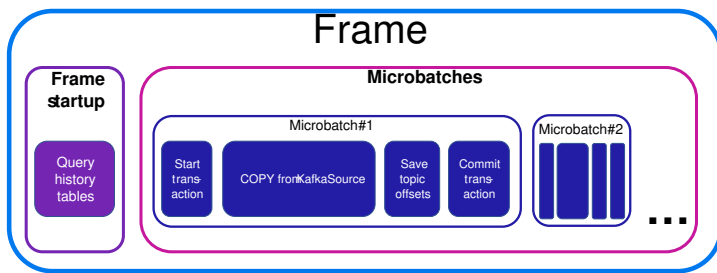 Frame
Frame
startup
Query
history
tables
Microbatches
Microbatch#1
Start
trans-
action
COPY from KafkaSource
Save
topic
offsets
Commit
trans-
action
Microbatch#2
...